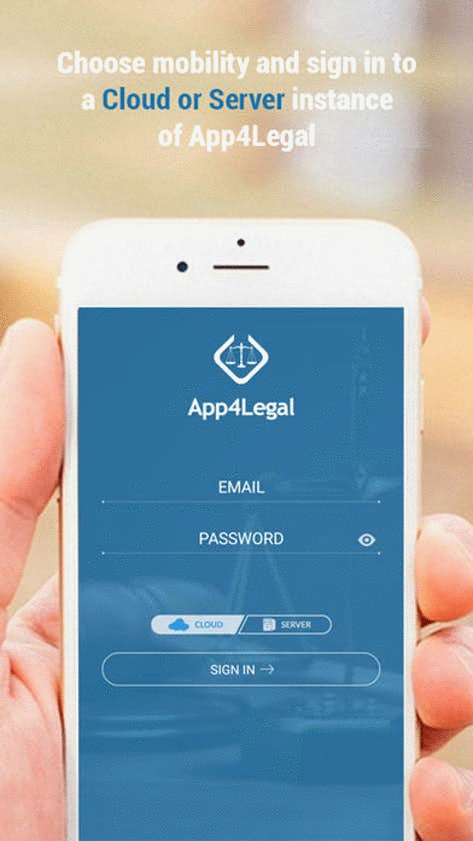 Choose mobility and sign in to
a Cloud or Server instance
of App4Legal
App4Legal
EMAIL
PASSWORD
CLOUD
SERVER
SIGN IN